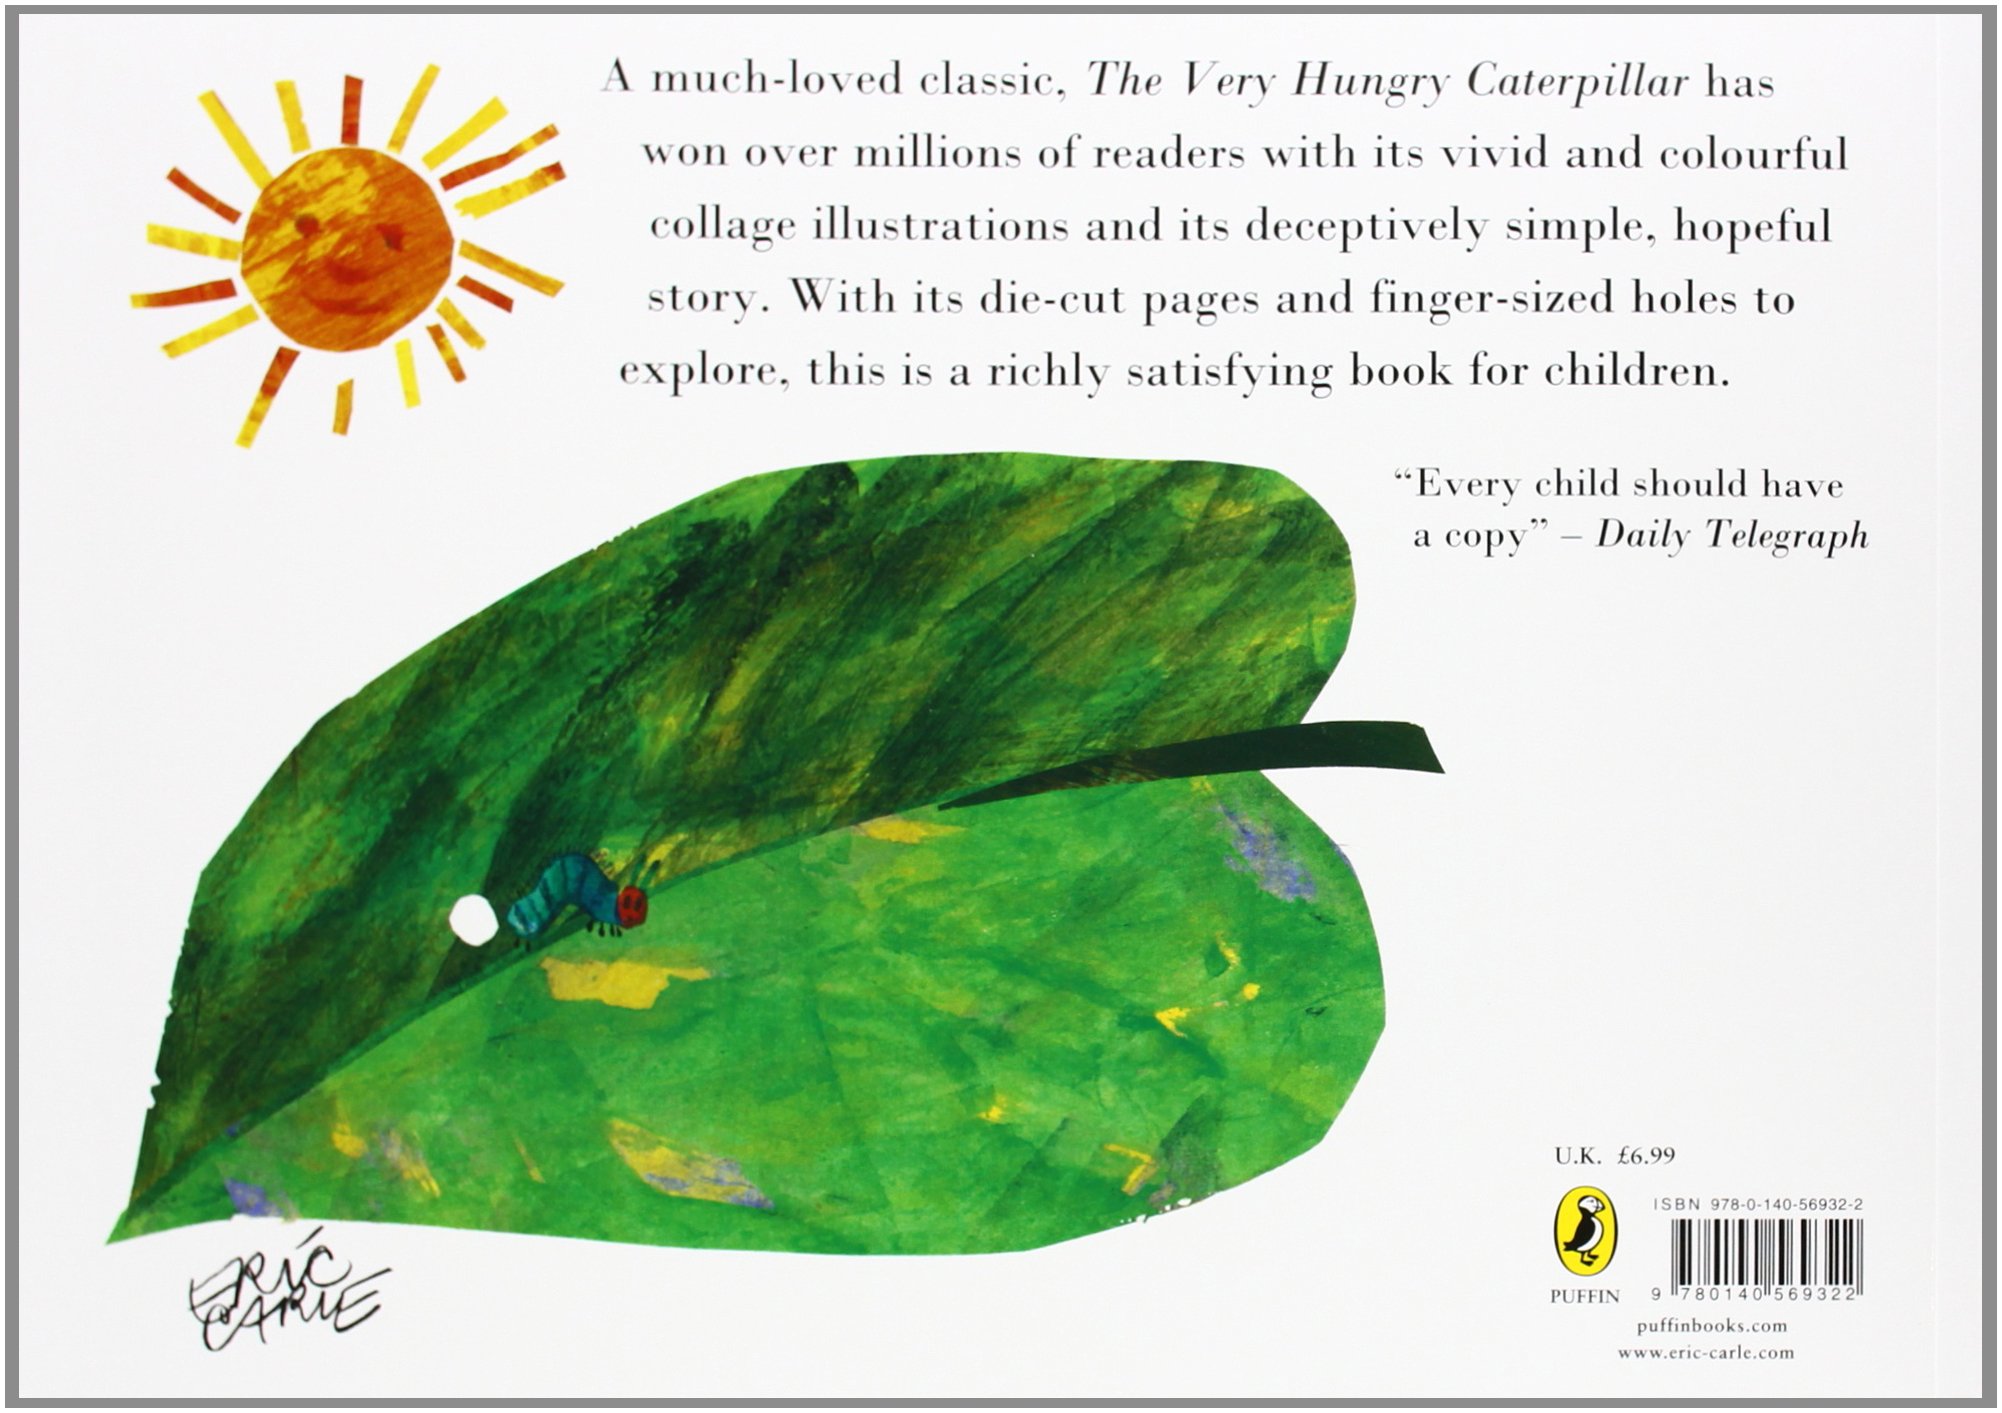 A much-loved classic, The Very Hungry Caterpillar has
won over millions of readers with its vivid and colourful
collage illustrations and its deceptively simple, hopeful
story. With its die-cut pages and finger-sized holes to
explore, this is a richly satisfying book for children.
“Every child should have
a copy” – Daily Telegraph
ERIC
CARLE
U.K. £6.99
ISBN 978-0-140-56932-2
9 780140 569322
PUFFIN
puffinbooks.com
www.eric-carle.com